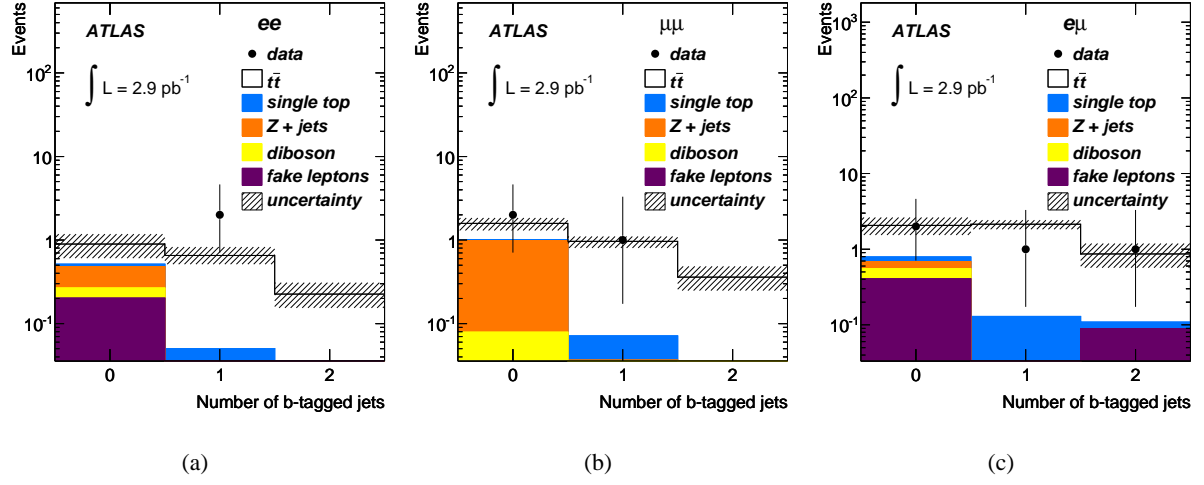 Events
ATLAS
ee
∫ L = 2.9 pb⁻¹
data
tt̄
single top
Z + jets
diboson
fake leptons
uncertainty
10²
10
1
10⁻¹
0 1 2
Number of b-tagged jets
(a)
Events
ATLAS
μμ
∫ L = 2.9 pb⁻¹
data
tt̄
single top
Z + jets
diboson
fake leptons
uncertainty
10²
10
1
10⁻¹
0 1 2
Number of b-tagged jets
(b)
Events
ATLAS
eμ
∫ L = 2.9 pb⁻¹
data
tt̄
single top
Z + jets
diboson
fake leptons
uncertainty
10³
10²
10
1
10⁻¹
0 1 2
Number of b-tagged jets
(c)